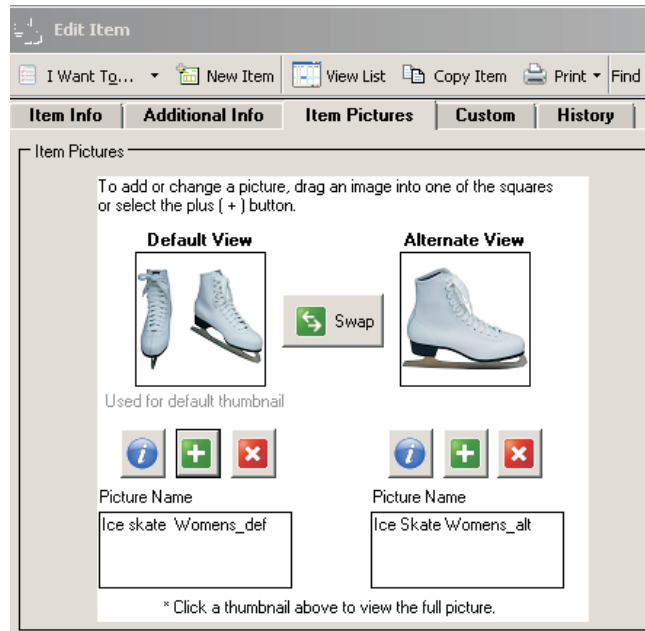 Edit Item
I Want To... New Item View List Copy Item Print Find
Item Info Additional Info Item Pictures Custom History
Item Pictures
To add or change a picture, drag an image into one of the squares
or select the plus ( + ) button.
Default View Alternate View
Swap
Used for default thumbnail
Picture Name Picture Name
Ice skate  Womens_def Ice Skate Womens_alt
* Click a thumbnail above to view the full picture.